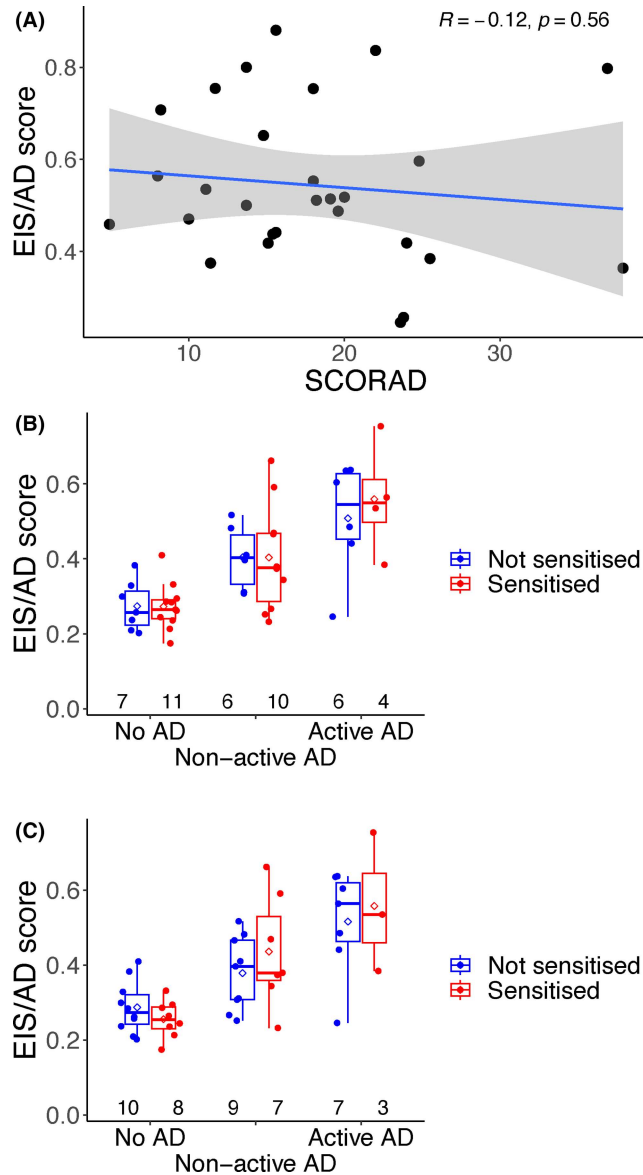 (A)
R = −0.12, p = 0.56
EIS/AD score
0.8
0.6
0.4
10 20 30
SCORAD
(B)
EIS/AD score
0.6
0.4
0.2
0.0
Not sensitised
Sensitised
7 11 6 10 6 4
No AD Active AD
Non−active AD
(C)
EIS/AD score
0.6
0.4
0.2
0.0
Not sensitised
Sensitised
10 8 9 7 7 3
No AD Active AD
Non−active AD